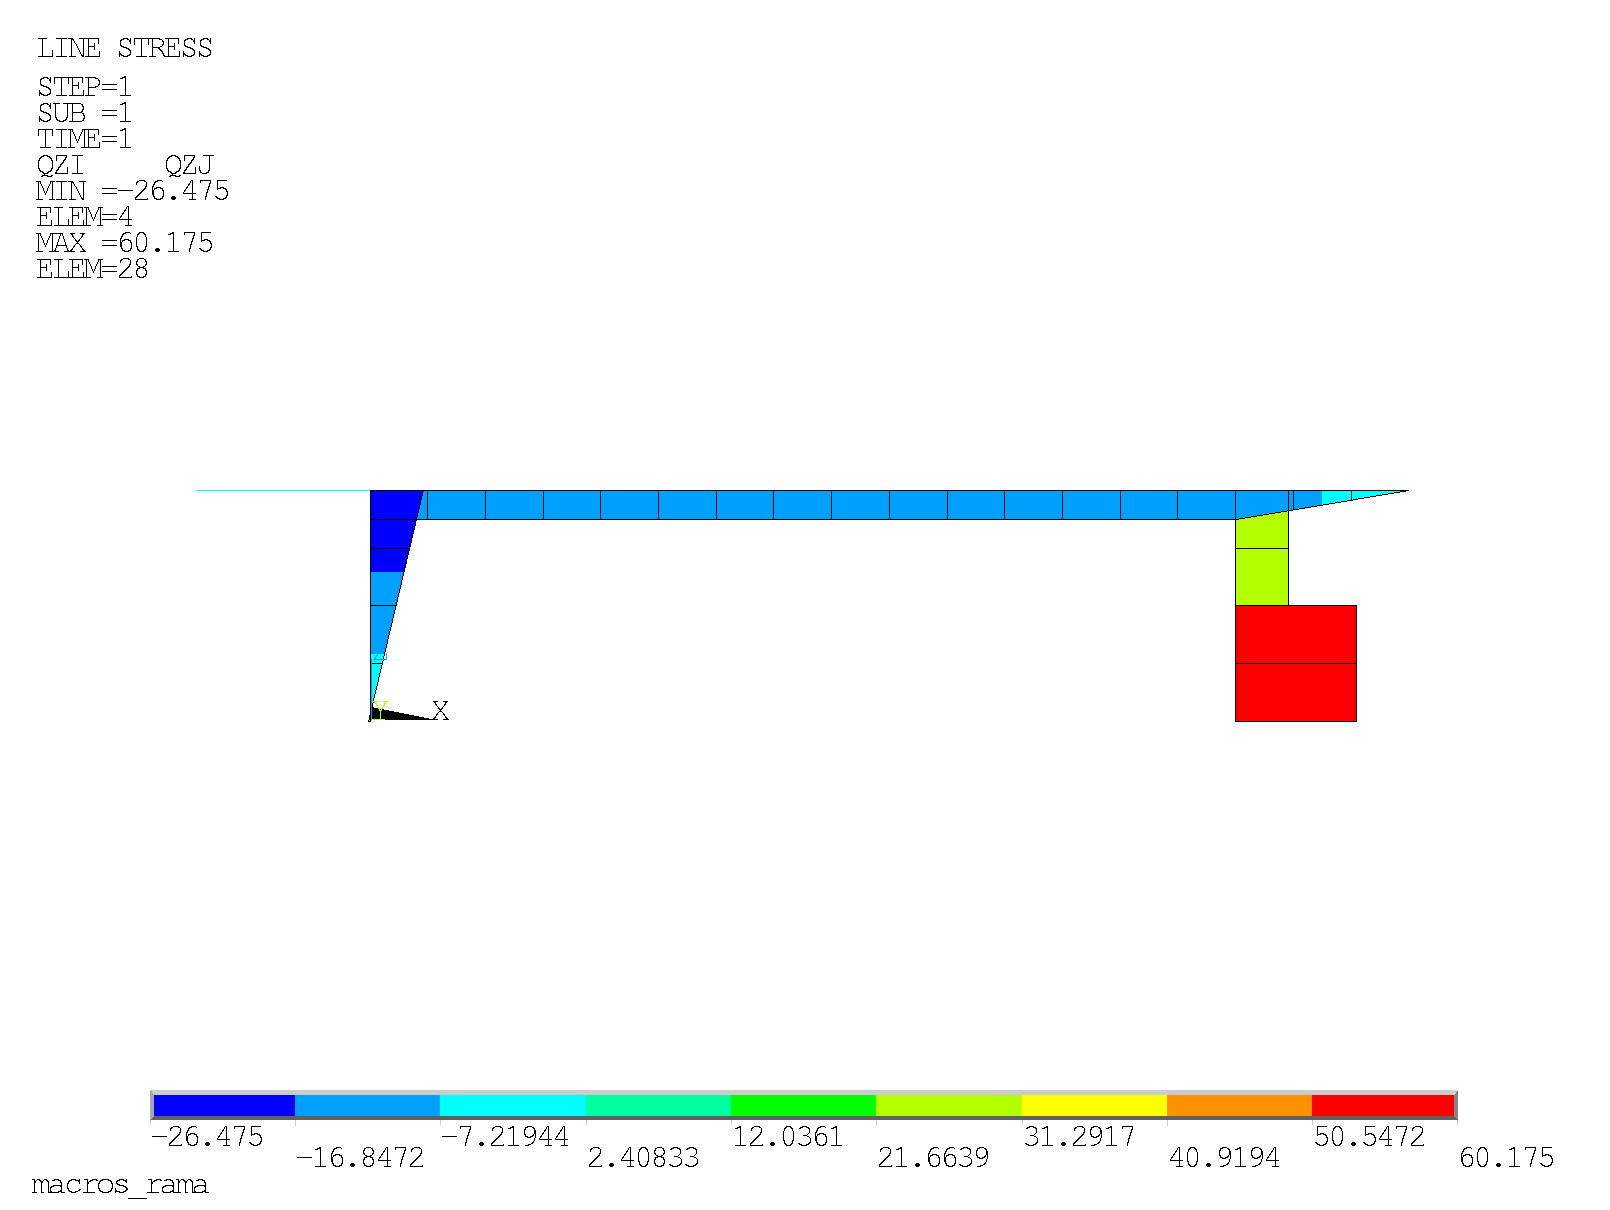 LINE STRESS
STEP=1
SUB =1
TIME=1
QZI QZJ
MIN =-26.475
ELEM=4
MAX =60.175
ELEM=28
Z
Y X
-26.475 -7.21944 12.0361 31.2917 50.5472
-16.8472 2.40833 21.6639 40.9194 60.175
macros_rama